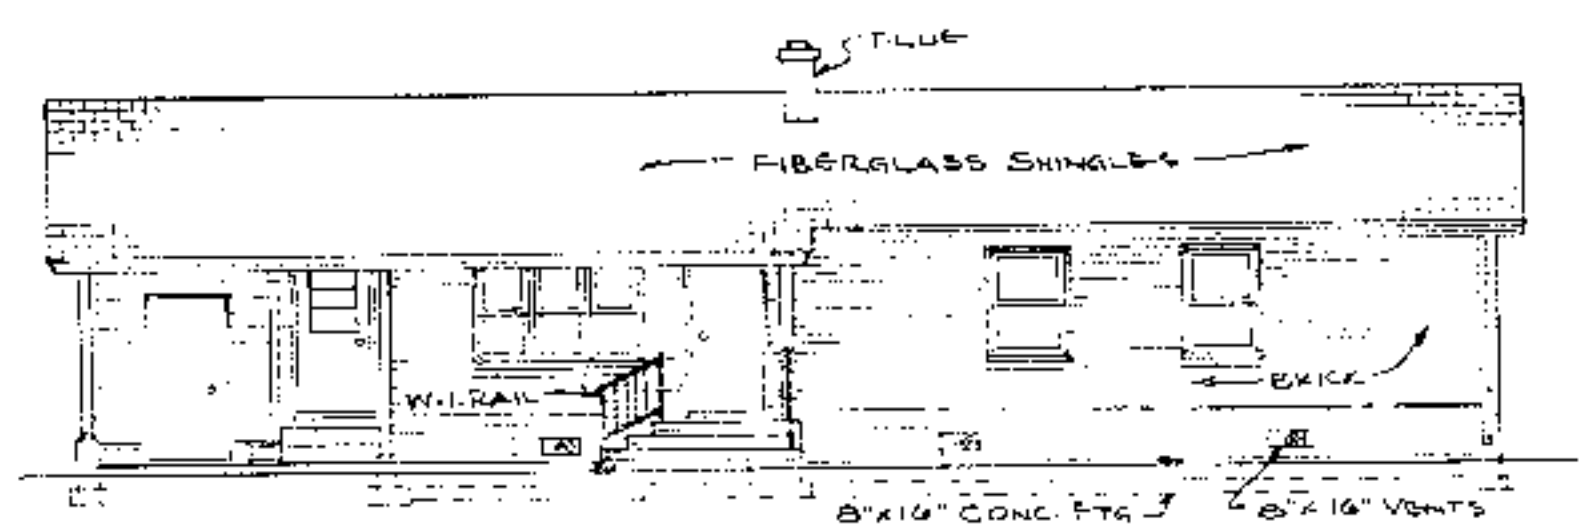 FLUE
FIBERGLASS SHINGLES
W.I. RAIL
BRICK
8"X16" CONC. FTG
8"X16" VENTS